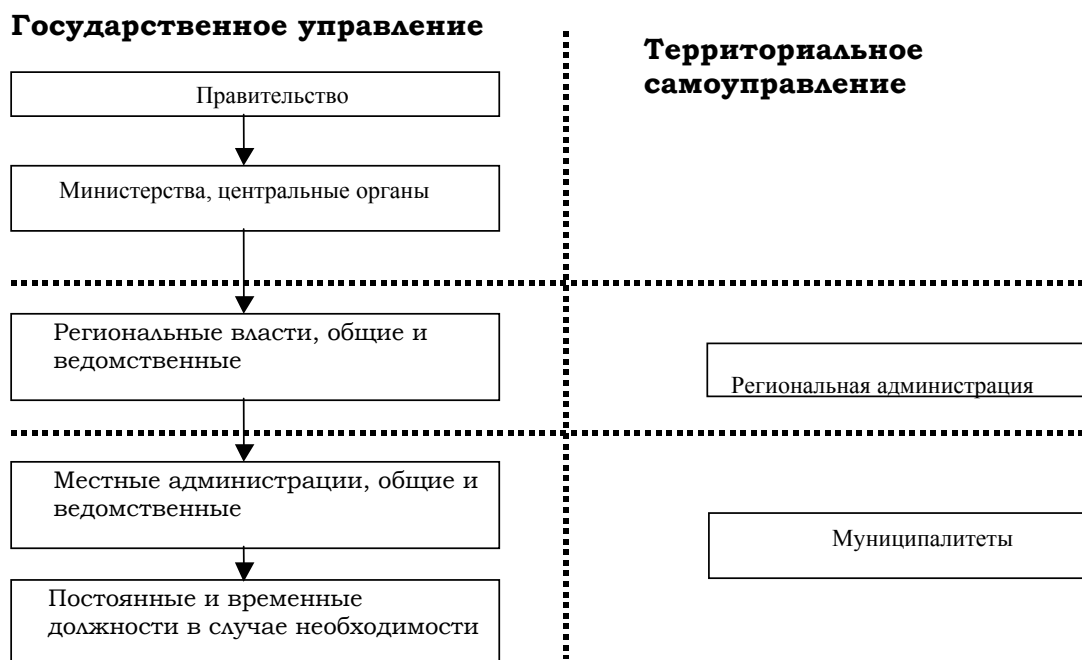 Государственное управление
Территориальное
самоуправление
Правительство
Министерства, центральные органы
Региональные власти, общие и
ведомственные
Региональная администрация
Местные администрации, общие и
ведомственные
Муниципалитеты
Постоянные и временные
должности в случае необходимости